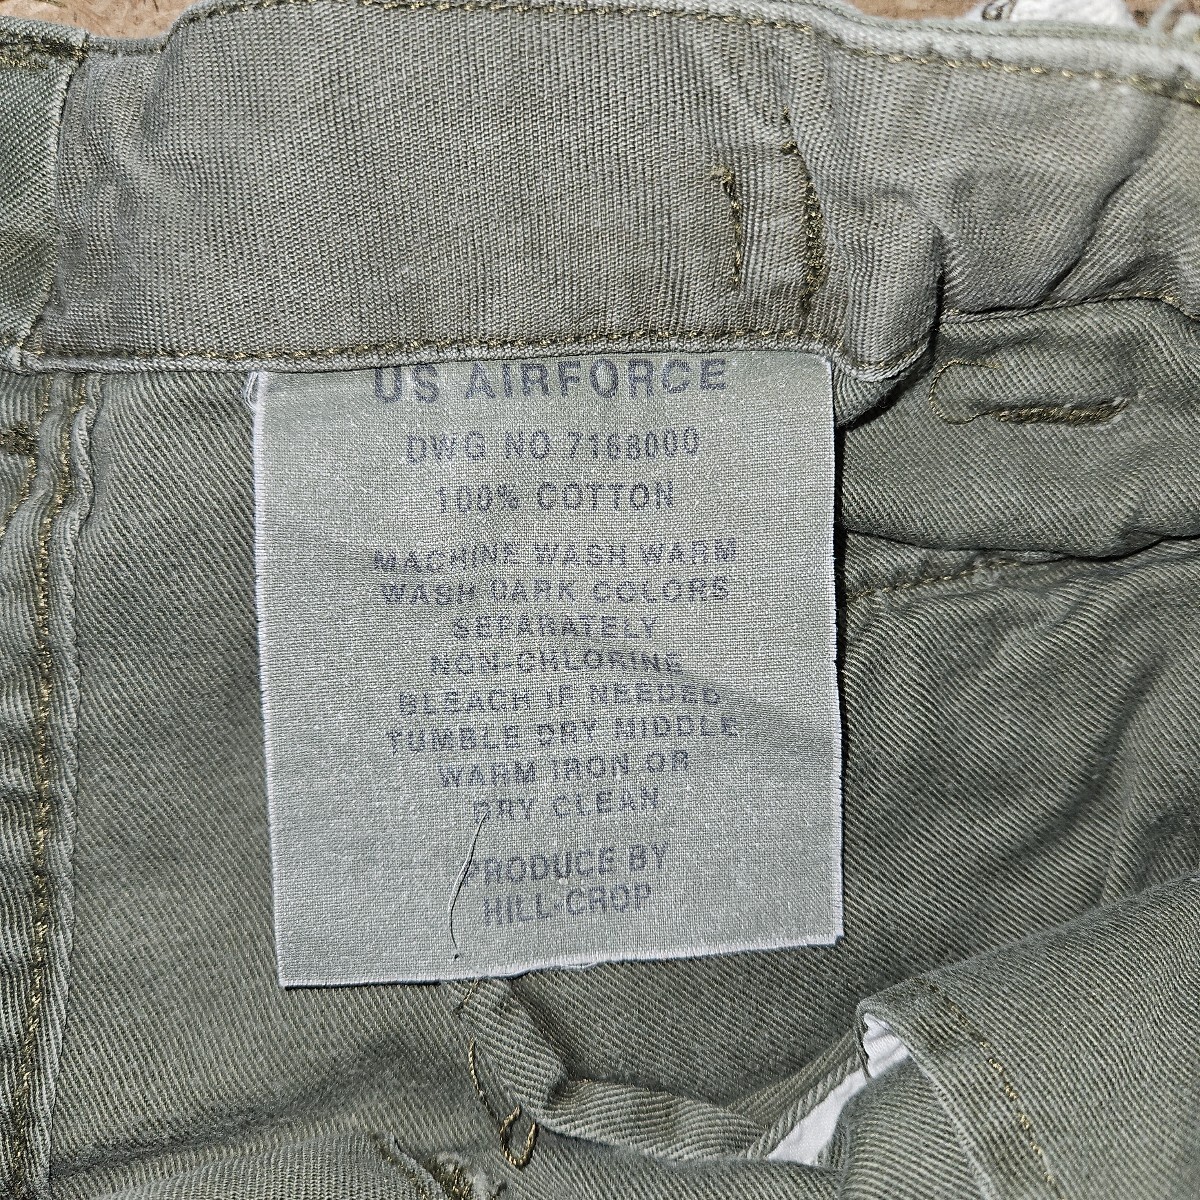 US AIRFORCE
DWG NO 7168000
100% COTTON
MACHINE WASH WARM
WASH DARK COLORS
SEPARATELY
NON-CHLORINE
BLEACH IF NEEDED
TUMBLE DRY MIDDLE
WARM IRON OR
DRY CLEAN
PRODUCE BY
HILL-CROP